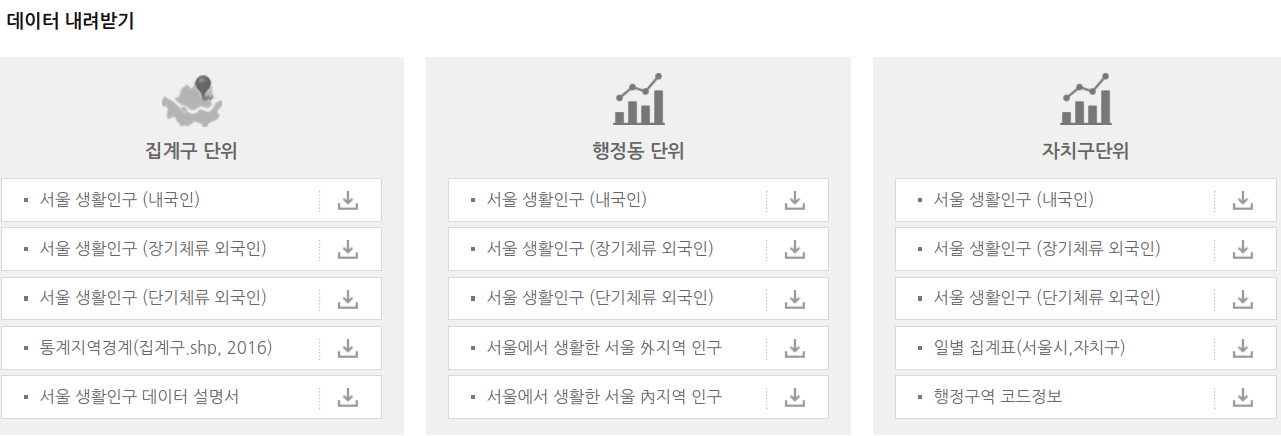 데이터 내려받기
집계구 단위
서울 생활인구 (내국인)
서울 생활인구 (장기체류 외국인)
서울 생활인구 (단기체류 외국인)
통계지역경계(집계구.shp, 2016)
서울 생활인구 데이터 설명서
행정동 단위
서울 생활인구 (내국인)
서울 생활인구 (장기체류 외국인)
서울 생활인구 (단기체류 외국인)
서울에서 생활한 서울 外지역 인구
서울에서 생활한 서울 內지역 인구
자치구단위
서울 생활인구 (내국인)
서울 생활인구 (장기체류 외국인)
서울 생활인구 (단기체류 외국인)
일별 집계표(서울시,자치구)
행정구역 코드정보